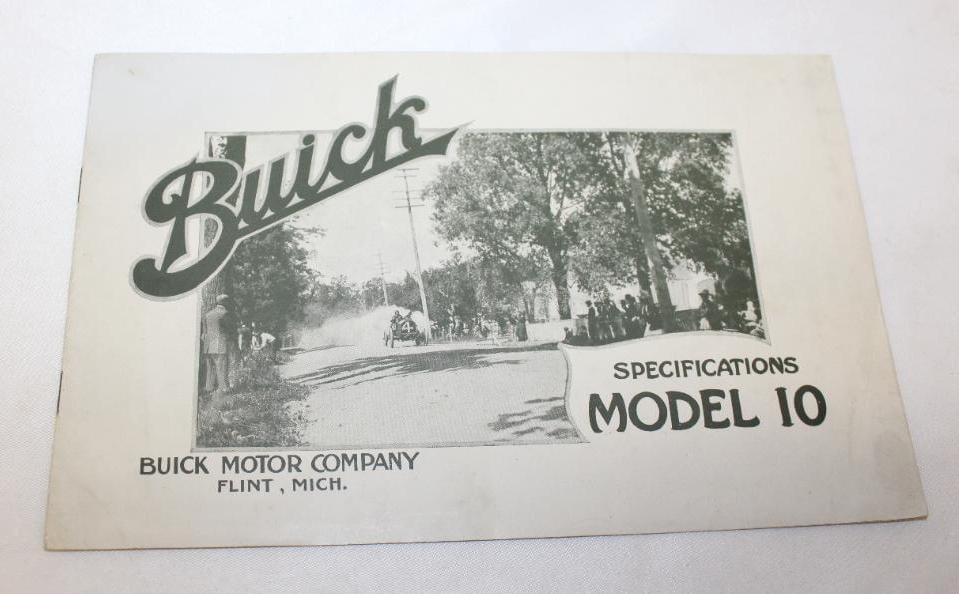 Buick
SPECIFICATIONS
MODEL 10
BUICK MOTOR COMPANY
FLINT, MICH.